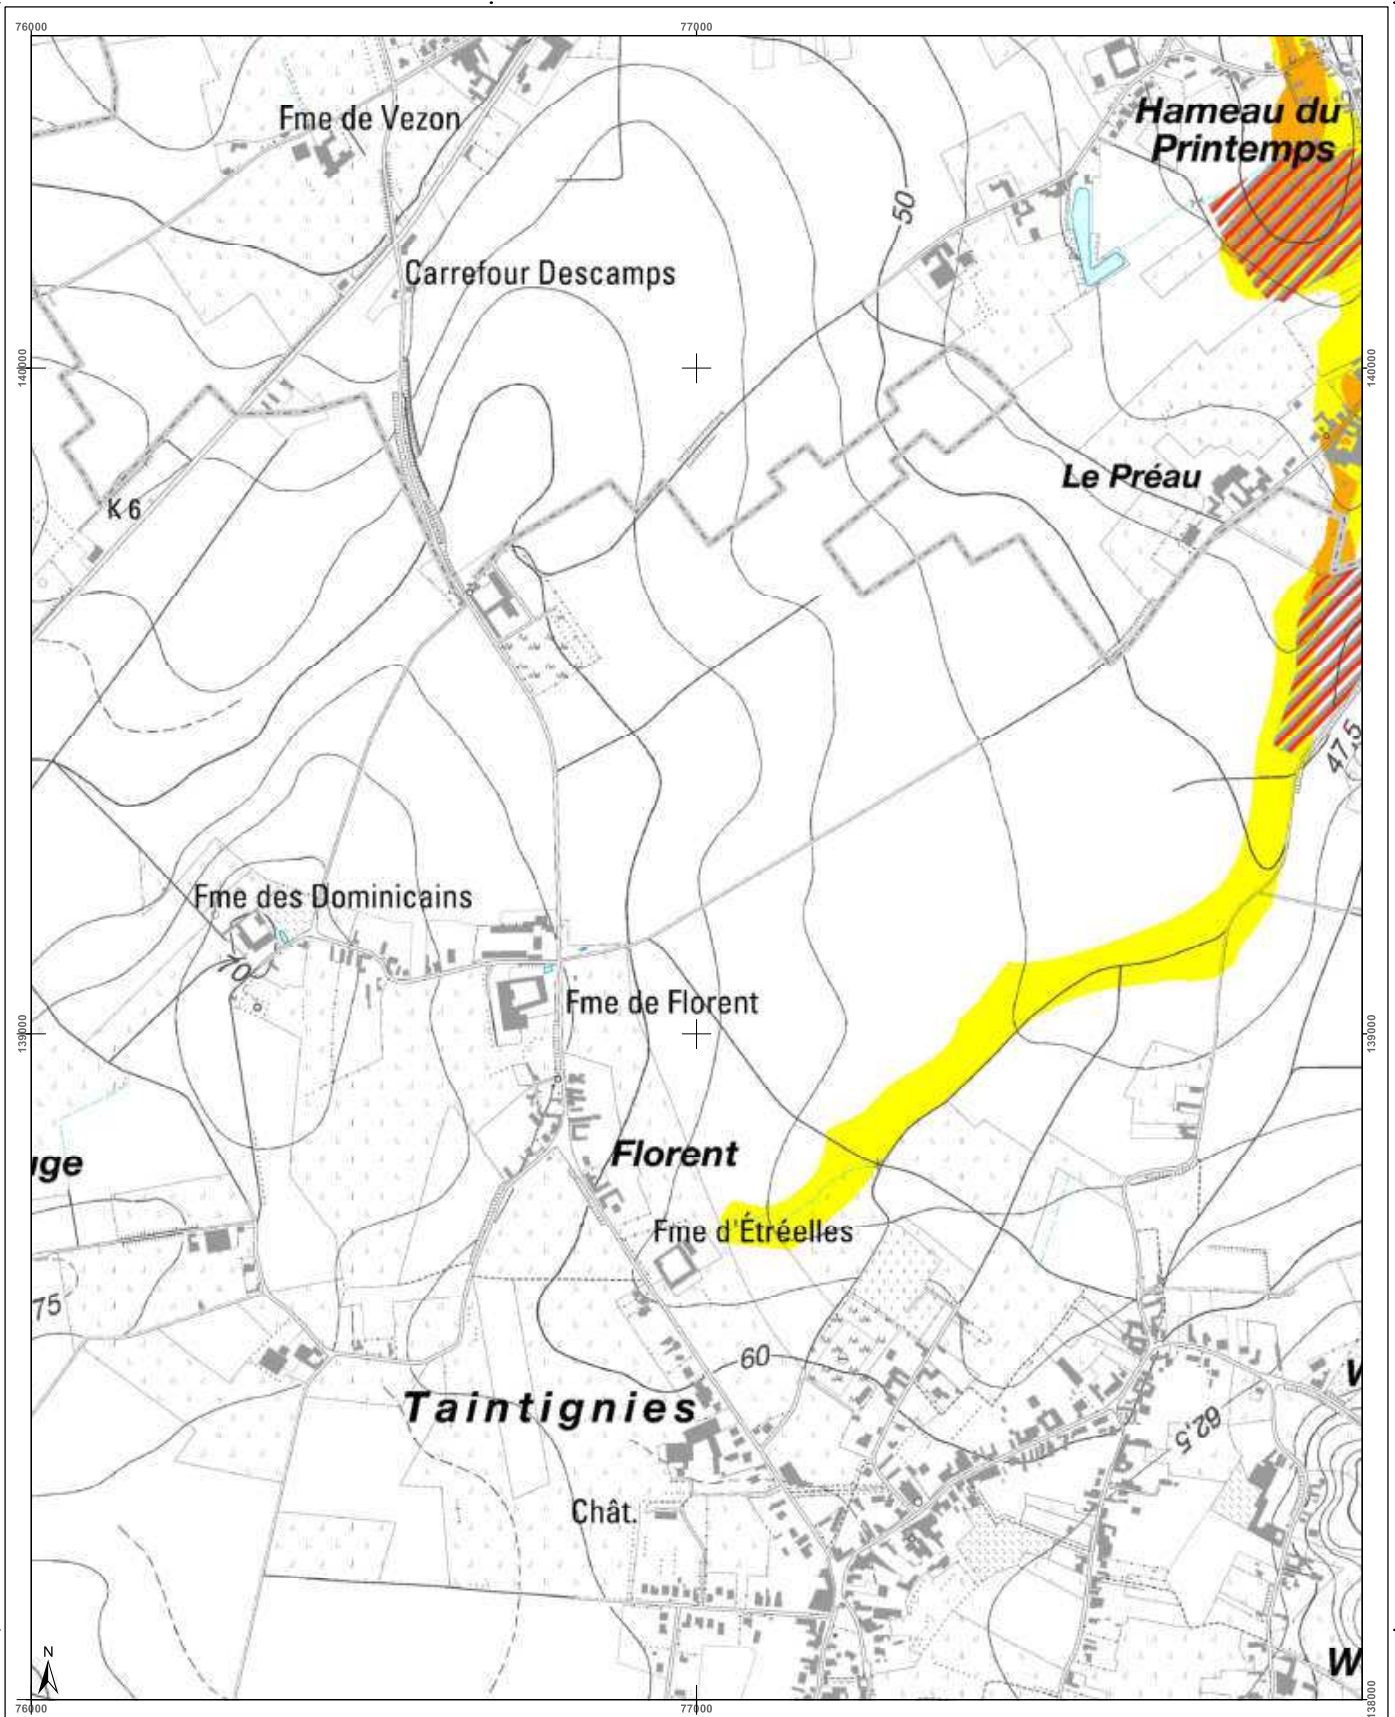 76000
77000
Fme de Vezon
Hameau du
Printemps
50
Carrefour Descamps
140000
140000
Le Préau
K 6
47,5
Fme des Dominicains
70
Fme de Florent
139000
139000
Florent
Fme d'Étréelles
75
60
Taintignies
62,5
Chât.
W
N
76000
77000
138000